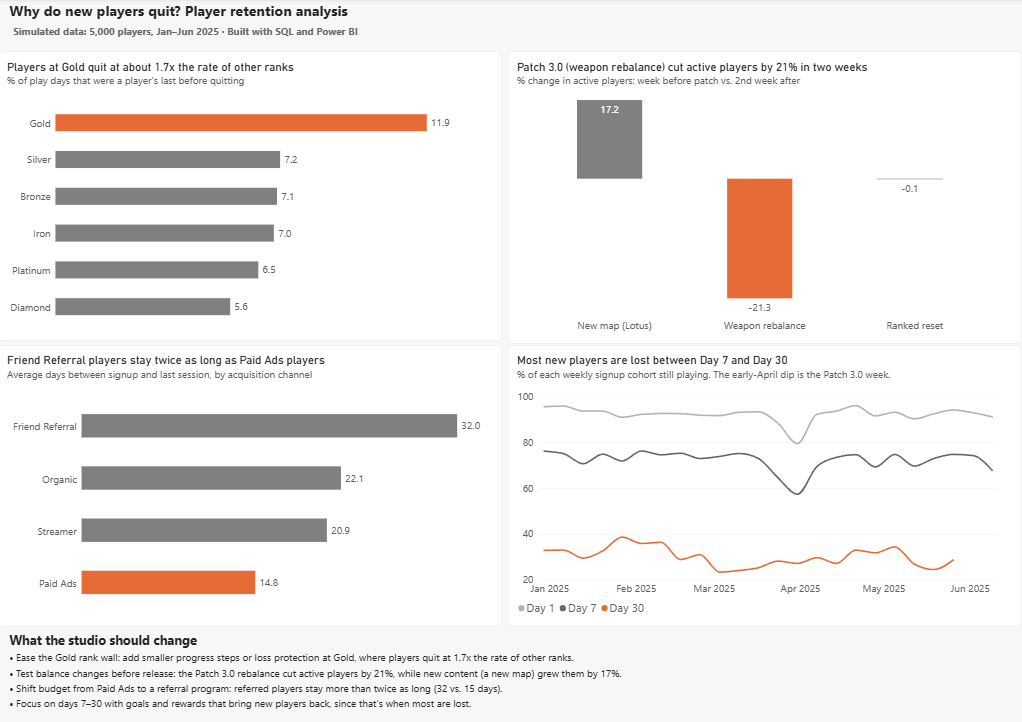 Why do new players quit? Player retention analysis
Simulated data: 5,000 players, Jan–Jun 2025 · Built with SQL and Power BI
Players at Gold quit at about 1.7x the rate of other ranks
% of play days that were a player's last before quitting
Gold 11.9
Silver 7.2
Bronze 7.1
Iron 7.0
Platinum 6.5
Diamond 5.6
Patch 3.0 (weapon rebalance) cut active players by 21% in two weeks
% change in active players: week before patch vs. 2nd week after
17.2
-0.1
-21.3
New map (Lotus) Weapon rebalance Ranked reset
Friend Referral players stay twice as long as Paid Ads players
Average days between signup and last session, by acquisition channel
Friend Referral 32.0
Organic 22.1
Streamer 20.9
Paid Ads 14.8
Most new players are lost between Day 7 and Day 30
% of each weekly signup cohort still playing. The early-April dip is the Patch 3.0 week.
100
80
60
40
20
Jan 2025 Feb 2025 Mar 2025 Apr 2025 May 2025 Jun 2025
Day 1 Day 7 Day 30
What the studio should change
• Ease the Gold rank wall: add smaller progress steps or loss protection at Gold, where players quit at 1.7x the rate of other ranks.
• Test balance changes before release: the Patch 3.0 rebalance cut active players by 21%, while new content (a new map) grew them by 17%.
• Shift budget from Paid Ads to a referral program: referred players stay more than twice as long (32 vs. 15 days).
• Focus on days 7–30 with goals and rewards that bring new players back, since that's when most are lost.